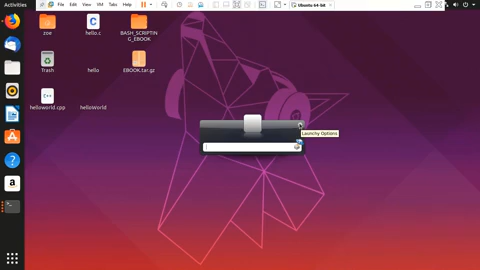 Activities
File Edit View VM Tabs Help
Ubuntu 64-bit
zoe
hello.c
BASH_SCRIPTIN
G_EBOOK
Trash
hello
EBOOK.tar.gz
helloworld.cpp
helloWorld
Launchy Options